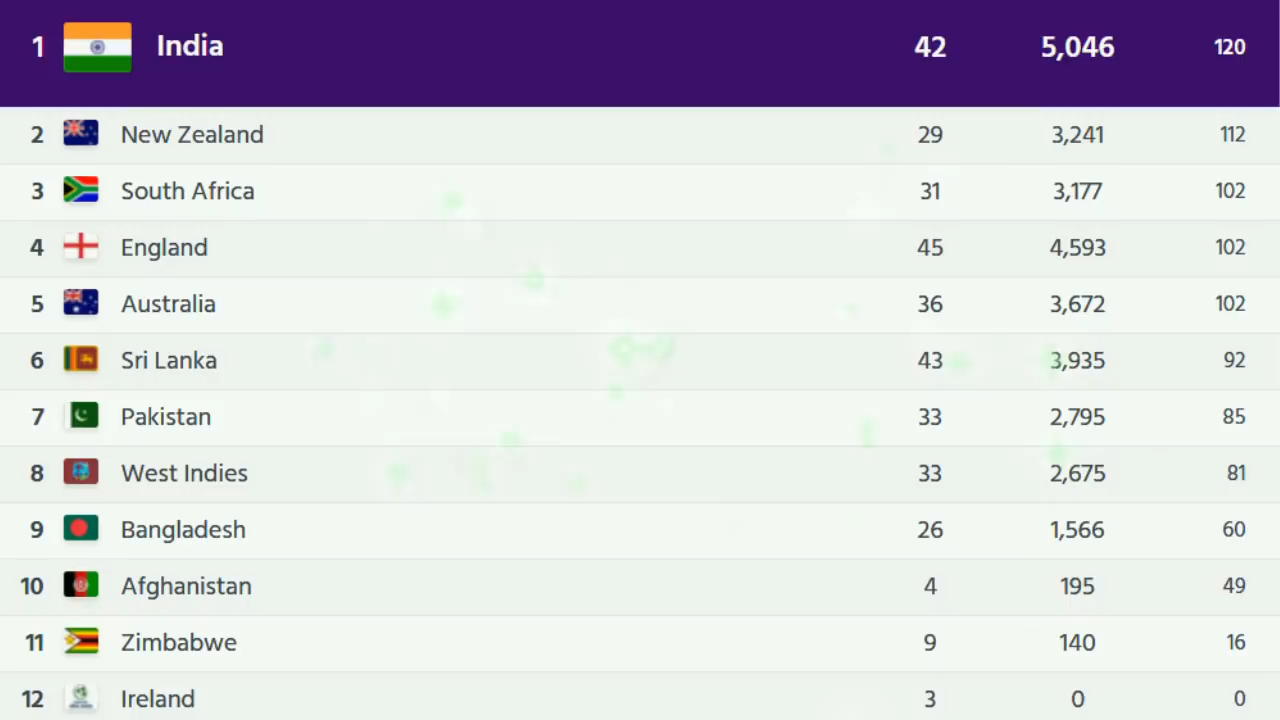 1 India 42 5,046 120
2 New Zealand 29 3,241 112
3 South Africa 31 3,177 102
4 England 45 4,593 102
5 Australia 36 3,672 102
6 Sri Lanka 43 3,935 92
7 Pakistan 33 2,795 85
8 West Indies 33 2,675 81
9 Bangladesh 26 1,566 60
10 Afghanistan 4 195 49
11 Zimbabwe 9 140 16
12 Ireland 3 0 0